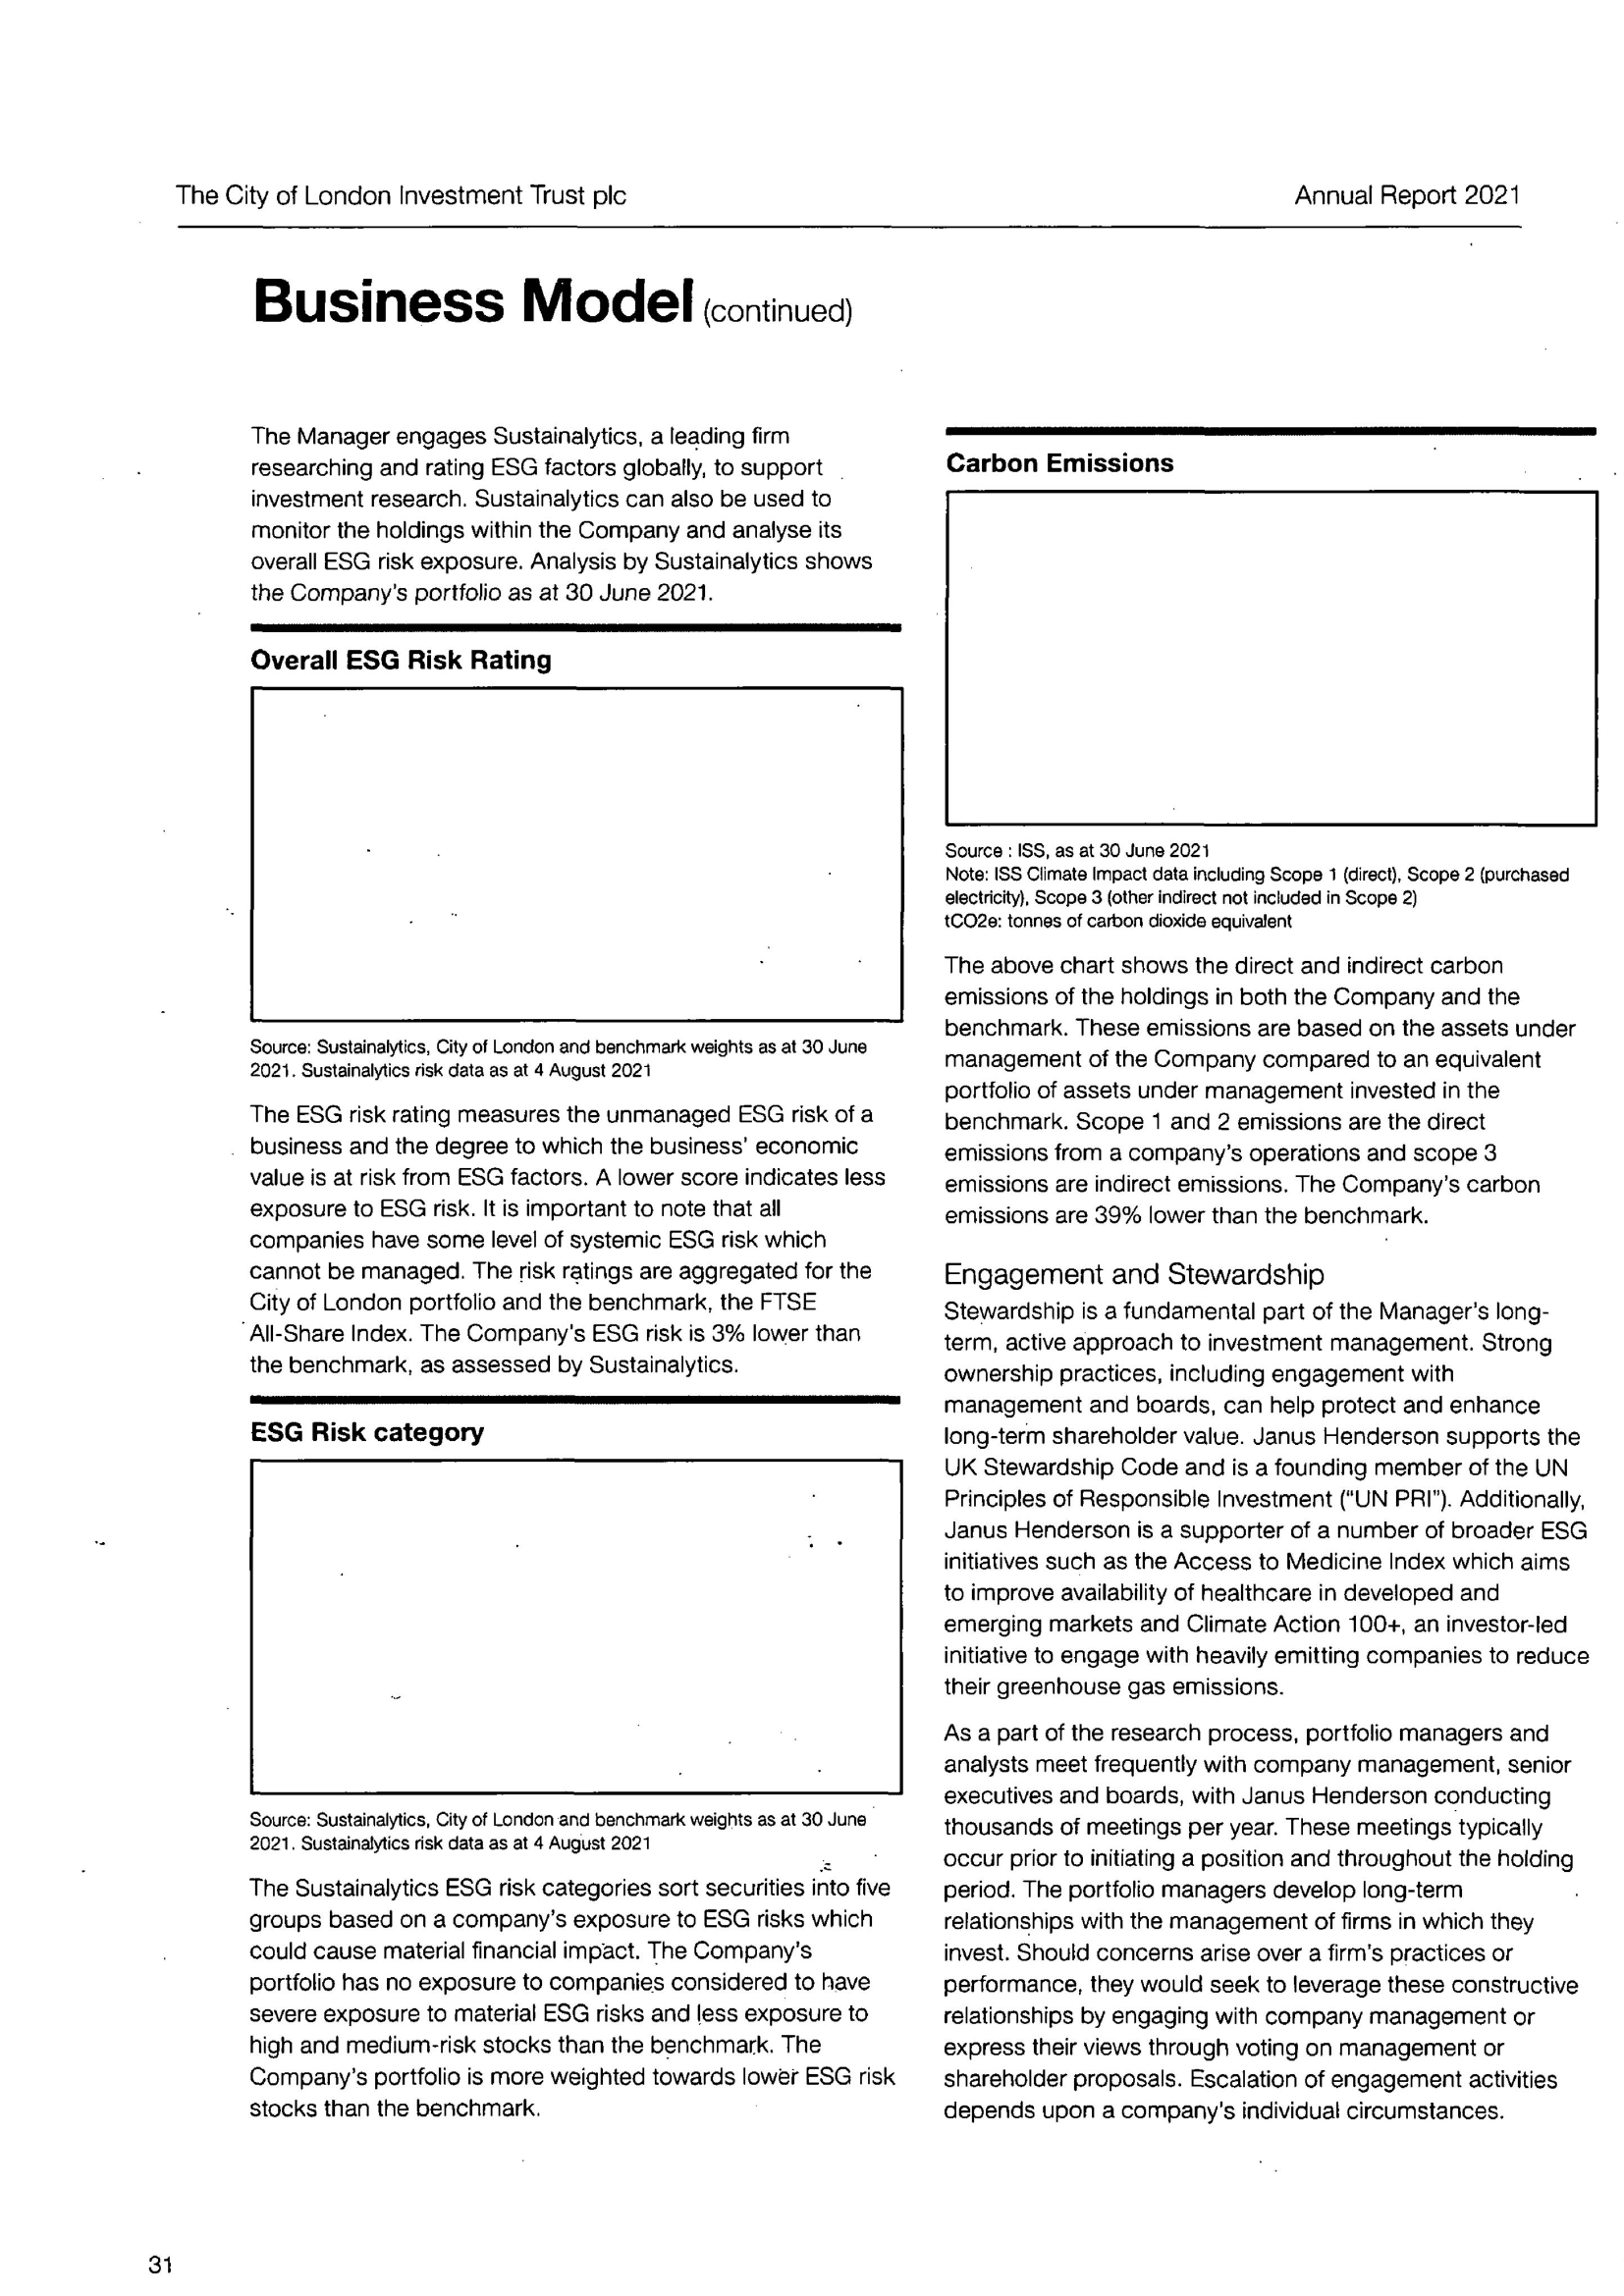 The City of London Investment Trust plc
Annual Report 2021
Business Model (continued)
The Manager engages Sustainalytics, a leading firm
researching and rating ESG factors globally, to support
investment research. Sustainalytics can also be used to
monitor the holdings within the Company and analyse its
overall ESG risk exposure. Analysis by Sustainalytics shows
the Company's portfolio as at 30 June 2021.
Overall ESG Risk Rating
Source: Sustainalytics, City of London and benchmark weights as at 30 June
2021. Sustainalytics risk data as at 4 August 2021
The ESG risk rating measures the unmanaged ESG risk of a
business and the degree to which the business' economic
value is at risk from ESG factors. A lower score indicates less
exposure to ESG risk. It is important to note that all
companies have some level of systemic ESG risk which
cannot be managed. The risk ratings are aggregated for the
City of London portfolio and the benchmark, the FTSE
All-Share Index. The Company's ESG risk is 3% lower than
the benchmark, as assessed by Sustainalytics.
ESG Risk category
Source: Sustainalytics, City of London and benchmark weights as at 30 June
2021. Sustainalytics risk data as at 4 August 2021
The Sustainalytics ESG risk categories sort securities into five
groups based on a company's exposure to ESG risks which
could cause material financial impact. The Company's
portfolio has no exposure to companies considered to have
severe exposure to material ESG risks and less exposure to
high and medium-risk stocks than the benchmark. The
Company's portfolio is more weighted towards lower ESG risk
stocks than the benchmark.
Carbon Emissions
Source : ISS, as at 30 June 2021
Note: ISS Climate Impact data including Scope 1 (direct), Scope 2 (purchased
electricity), Scope 3 (other indirect not included in Scope 2)
tCO2e: tonnes of carbon dioxide equivalent
The above chart shows the direct and indirect carbon
emissions of the holdings in both the Company and the
benchmark. These emissions are based on the assets under
management of the Company compared to an equivalent
portfolio of assets under management invested in the
benchmark. Scope 1 and 2 emissions are the direct
emissions from a company's operations and scope 3
emissions are indirect emissions. The Company's carbon
emissions are 39% lower than the benchmark.
Engagement and Stewardship
Stewardship is a fundamental part of the Manager's long-
term, active approach to investment management. Strong
ownership practices, including engagement with
management and boards, can help protect and enhance
long-term shareholder value. Janus Henderson supports the
UK Stewardship Code and is a founding member of the UN
Principles of Responsible Investment ("UN PRI"). Additionally,
Janus Henderson is a supporter of a number of broader ESG
initiatives such as the Access to Medicine Index which aims
to improve availability of healthcare in developed and
emerging markets and Climate Action 100+, an investor-led
initiative to engage with heavily emitting companies to reduce
their greenhouse gas emissions.
As a part of the research process, portfolio managers and
analysts meet frequently with company management, senior
executives and boards, with Janus Henderson conducting
thousands of meetings per year. These meetings typically
occur prior to initiating a position and throughout the holding
period. The portfolio managers develop long-term
relationships with the management of firms in which they
invest. Should concerns arise over a firm's practices or
performance, they would seek to leverage these constructive
relationships by engaging with company management or
express their views through voting on management or
shareholder proposals. Escalation of engagement activities
depends upon a company's individual circumstances.
31